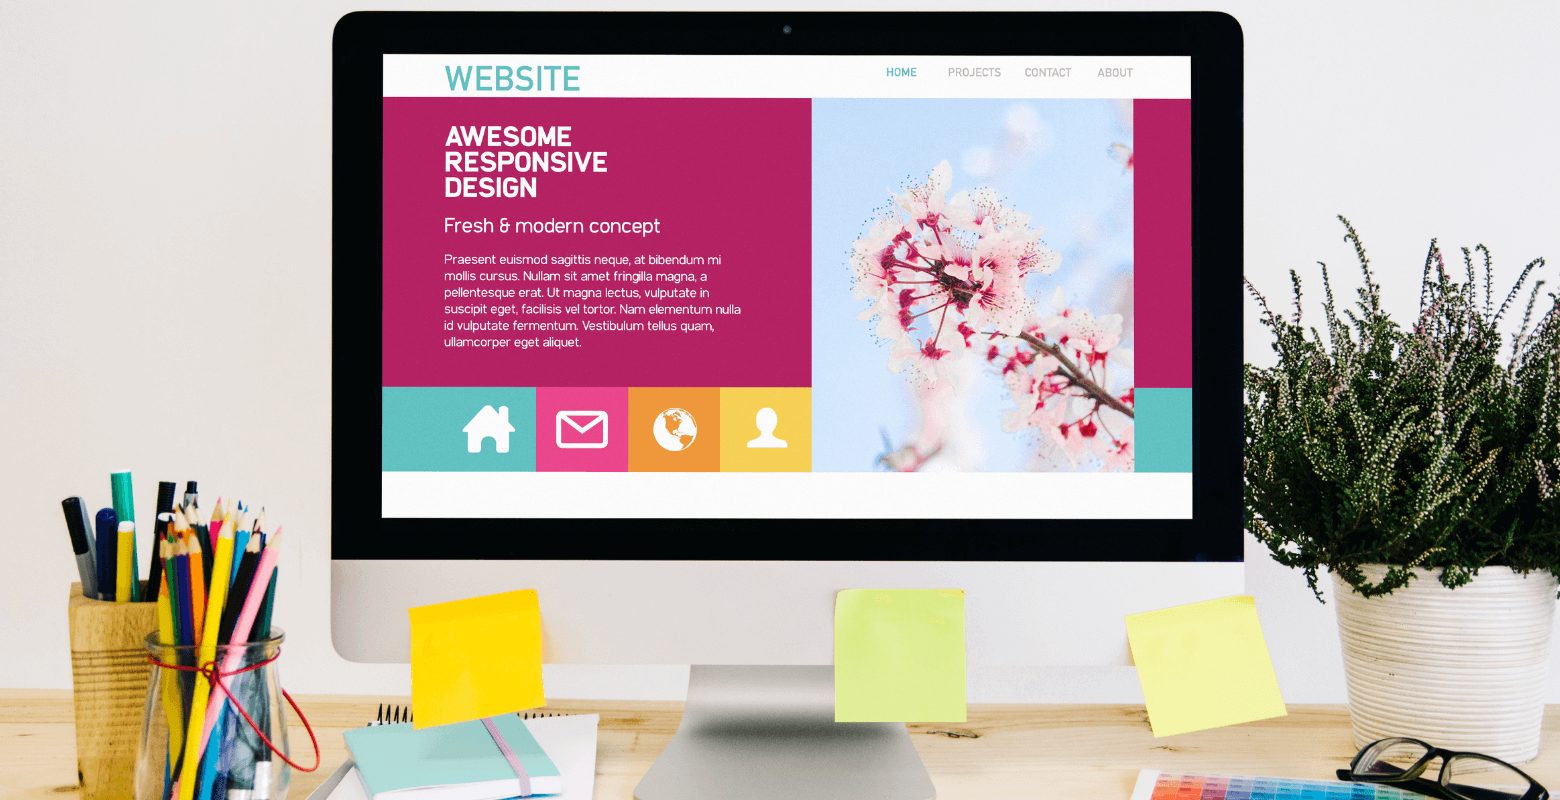 WEBSITE
HOME PROJECTS CONTACT ABOUT
AWESOME
RESPONSIVE
DESIGN
Fresh & modern concept
Praesent euismod sagittis neque, at bibendum mi
mollis cursus. Nullam sit amet fringilla magna, a
pellentesque erat. Ut magna lectus, vulputate in
suscipit eget, facilisis vel tortor. Nam elementum nulla
id vulputate fermentum. Vestibulum tellus quam,
ullamcorper eget aliquet.